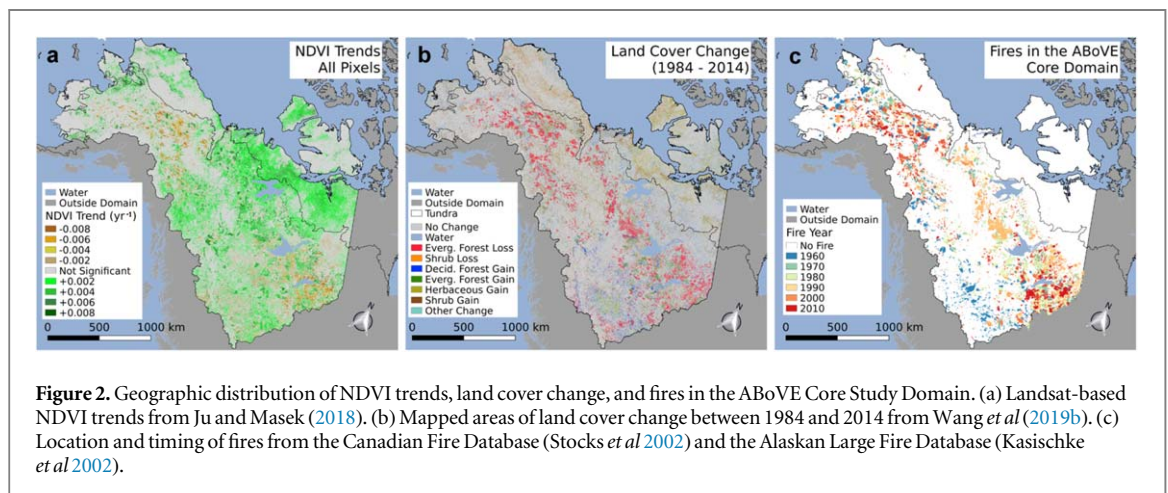 a
NDVI Trends
All Pixels
Water
Outside Domain
NDVI Trend (yr⁻¹)
-0.008
-0.006
-0.004
-0.002
Not Significant
+0.002
+0.004
+0.006
+0.008
0 500 1000 km
N
b
Land Cover Change
(1984 - 2014)
Water
Outside Domain
Tundra
No Change
Water
Everg. Forest Loss
Shrub Loss
Decid. Forest Gain
Everg. Forest Gain
Herbaceous Gain
Shrub Gain
Other Change
0 500 1000 km
N
c
Fires in the ABoVE
Core Domain
Water
Outside Domain
Fire Year
No Fire
1960
1970
1980
1990
2000
2010
0 500 1000 km
N
Figure 2. Geographic distribution of NDVI trends, land cover change, and fires in the ABoVE Core Study Domain. (a) Landsat-based
NDVI trends from Ju and Masek (2018). (b) Mapped areas of land cover change between 1984 and 2014 from Wang et al (2019b). (c)
Location and timing of fires from the Canadian Fire Database (Stocks et al 2002) and the Alaskan Large Fire Database (Kasischke
et al 2002).